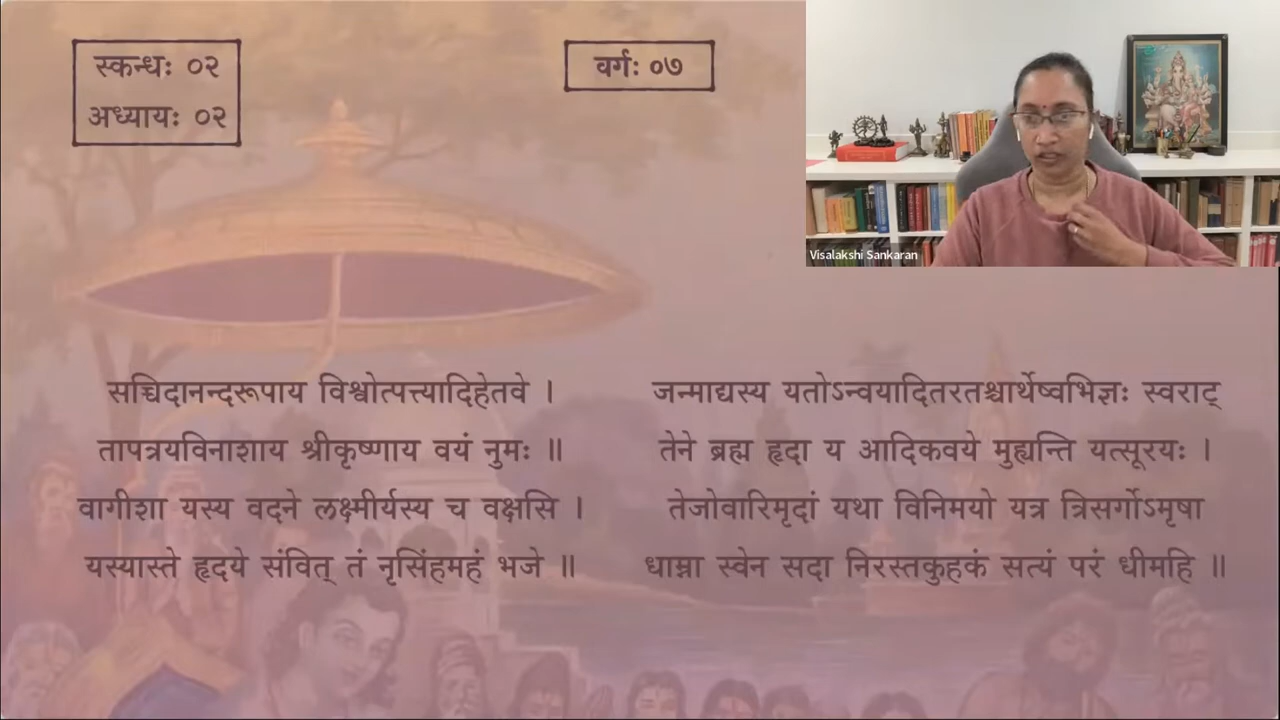 स्कन्धः ०२
अध्यायः ०२
वर्गः ०७
Visalakshi Sankaran
सच्चिदानन्दरूपाय विश्वोत्पत्त्यादिहेतवे ।
तापत्रयविनाशाय श्रीकृष्णाय वयं नुमः ॥
वागीशा यस्य वदने लक्ष्मीर्यस्य च वक्षसि ।
यस्यास्ते हृदये संवित् तं नृसिंहमहं भजे ॥
जन्माद्यस्य यतोऽन्वयादितरतश्चार्थेष्वभिज्ञः स्वराट्
तेने ब्रह्म हृदा य आदिकवये मुह्यन्ति यत्सूरयः ।
तेजोवारिमृदां यथा विनिमयो यत्र त्रिसर्गोऽमृषा
धाम्ना स्वेन सदा निरस्तकुहकं सत्यं परं धीमहि ॥